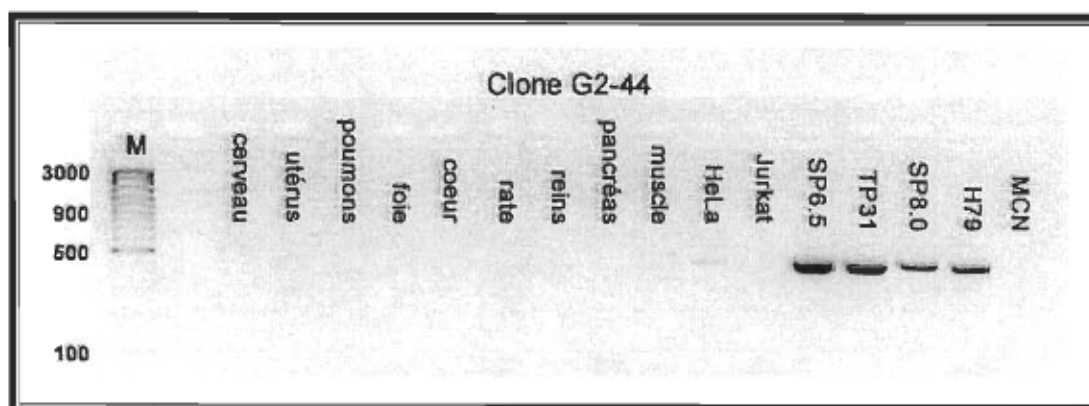 Clone G2-44
M
cerveau
utérus
poumons
foie
coeur
rate
reins
pancréas
muscle
HeLa
Jurkat
SP6.5
TP31
SP8.0
H79
MCN
3000
900
500
100